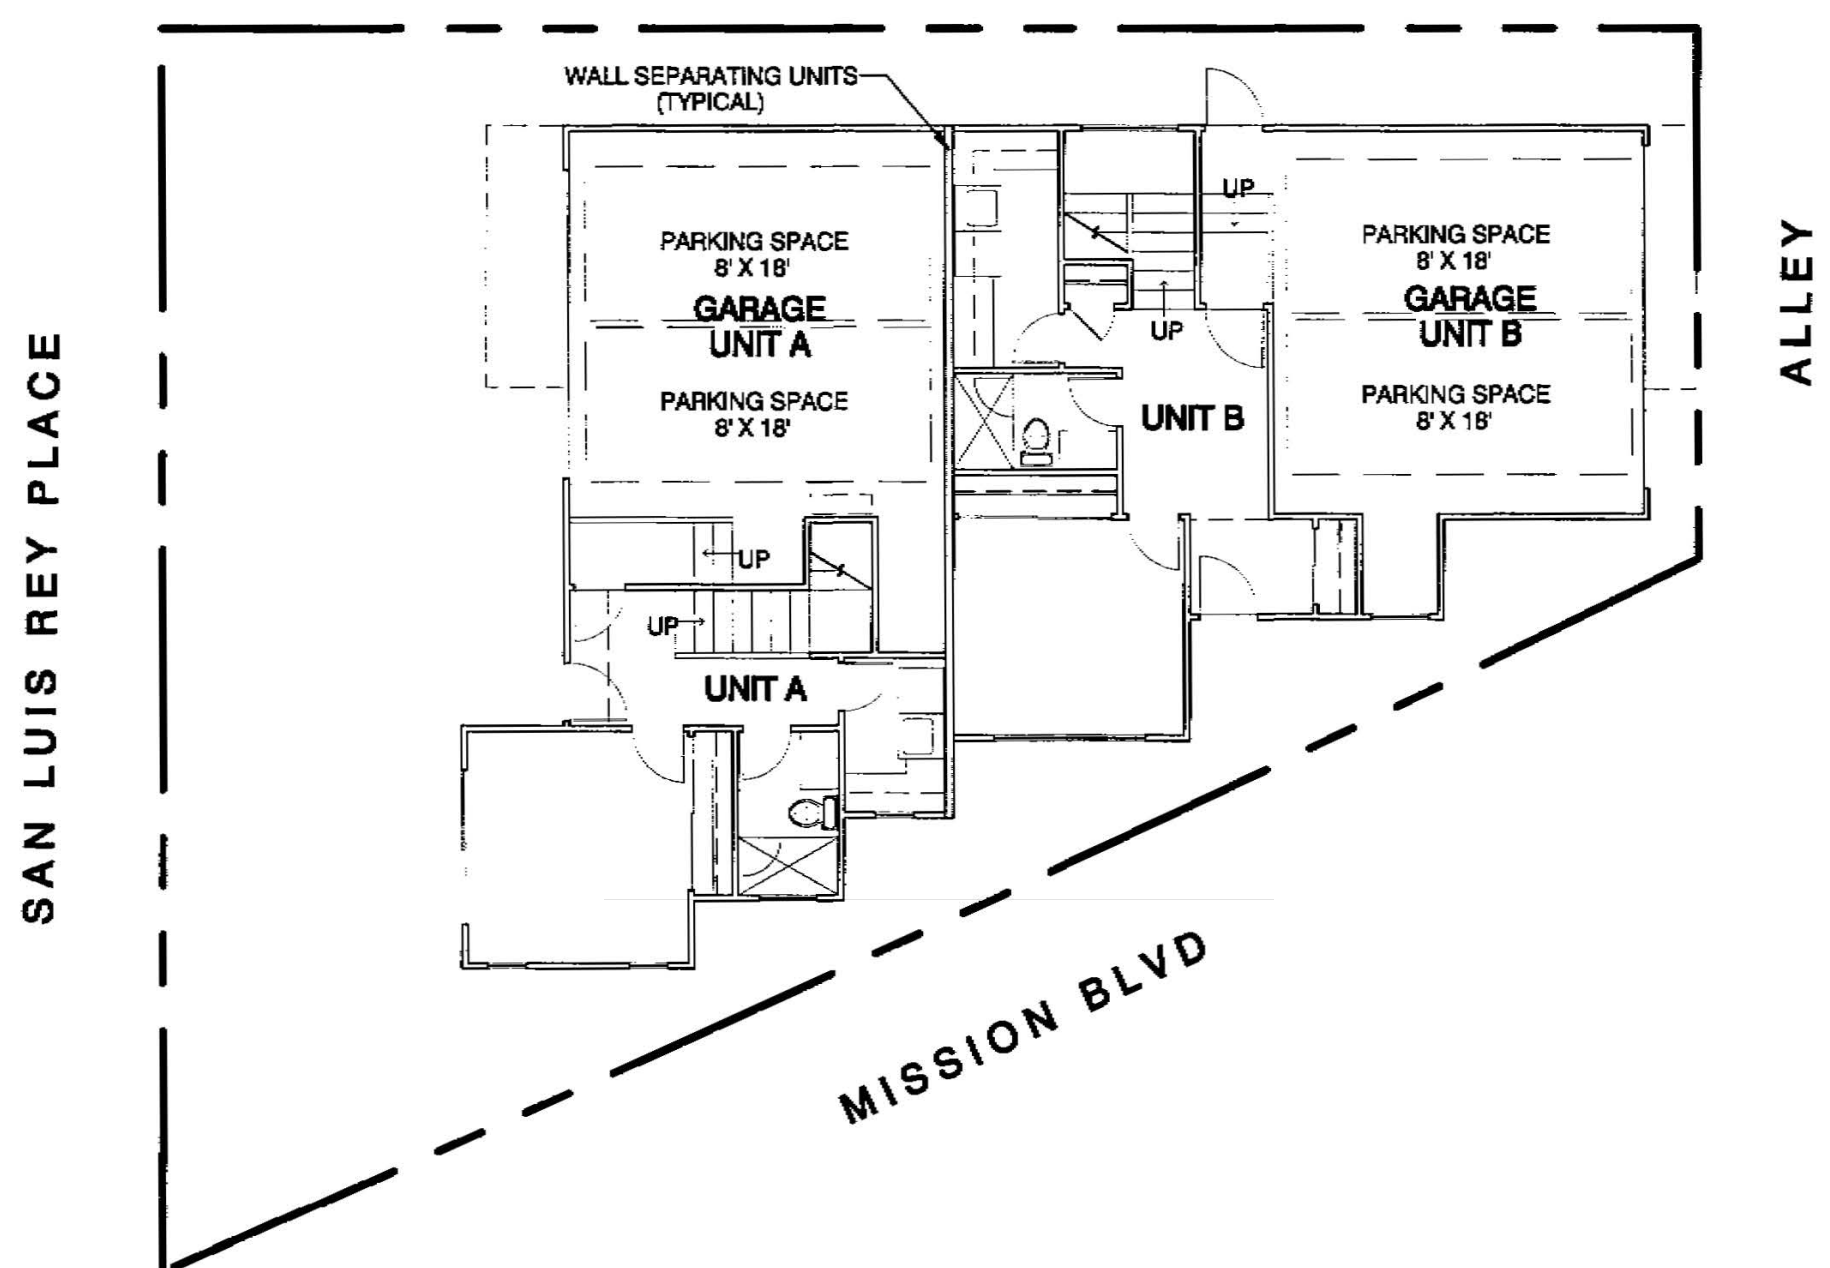 WALL SEPARATING UNITS
(TYPICAL)
UP
PARKING SPACE
8' X 18'
GARAGE
UNIT A
PARKING SPACE
8' X 18'
PARKING SPACE
8' X 18'
GARAGE
UNIT B
PARKING SPACE
8' X 18'
UP
UNIT B
UP
UP
UNIT A
SAN LUIS REY PLACE
ALLEY
MISSION BLVD